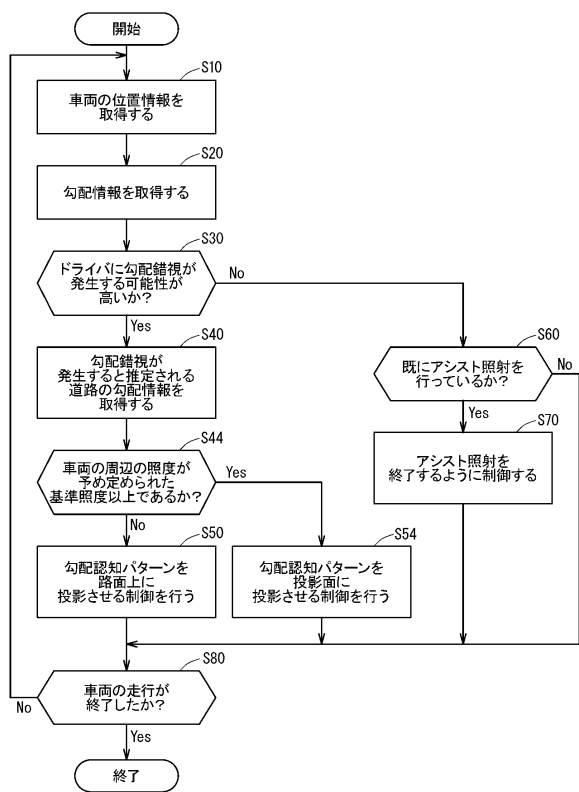 開始
S10
車両の位置情報を
取得する
S20
勾配情報を取得する
S30
ドライバに勾配錯視が
発生する可能性が
高いか？
No
Yes
S40
勾配錯視が
発生すると推定される
道路の勾配情報を
取得する
S60
既にアシスト照射を
行っているか？
No
Yes
S70
アシスト照射を
終了するように制御する
S44
車両の周辺の照度が
予め定められた
基準照度以上であるか？
Yes
No
S50
勾配認知パターンを
路面上に
投影させる制御を行う
S54
勾配認知パターンを
投影面に
投影させる制御を行う
S80
車両の走行が
終了したか？
No
Yes
終了